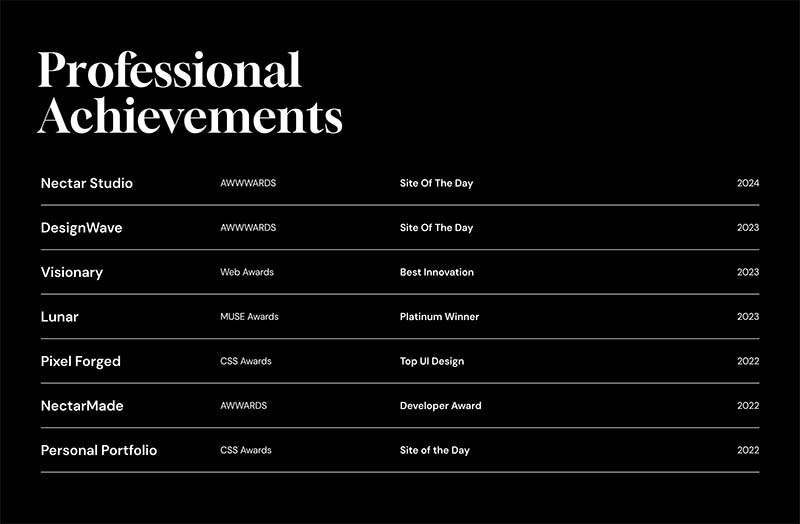 Professional
Achievements
Nectar Studio AWWWARDS Site Of The Day 2024
DesignWave AWWWARDS Site Of The Day 2023
Visionary Web Awards Best Innovation 2023
Lunar MUSE Awards Platinum Winner 2023
Pixel Forged CSS Awards Top UI Design 2022
NectarMade AWWARDS Developer Award 2022
Personal Portfolio CSS Awards Site of the Day 2022